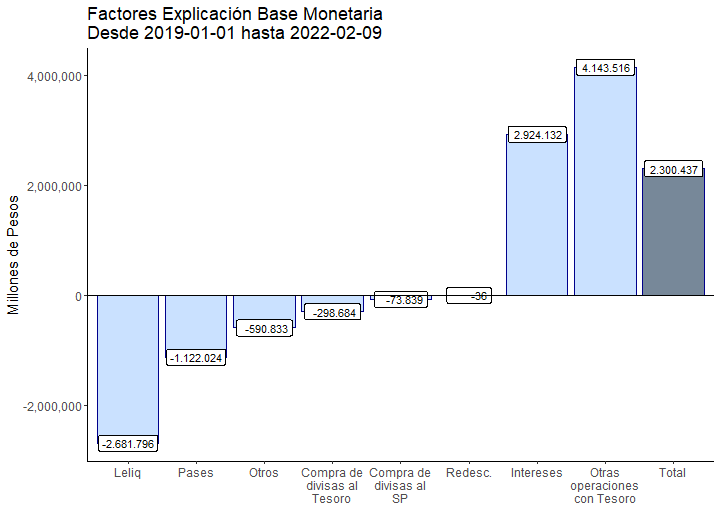 Factores Explicación Base Monetaria
Desde 2019-01-01 hasta 2022-02-09
Millones de Pesos
4,000,000
2,000,000
0
-2,000,000
-2.681.796
-1.122.024
-590.833
-298.684
-73.839
-36
2.924.132
4.143.516
2.300.437
Leliq
Pases
Otros
Compra de
divisas al
Tesoro
Compra de
divisas al
SP
Redesc.
Intereses
Otras
operaciones
con Tesoro
Total